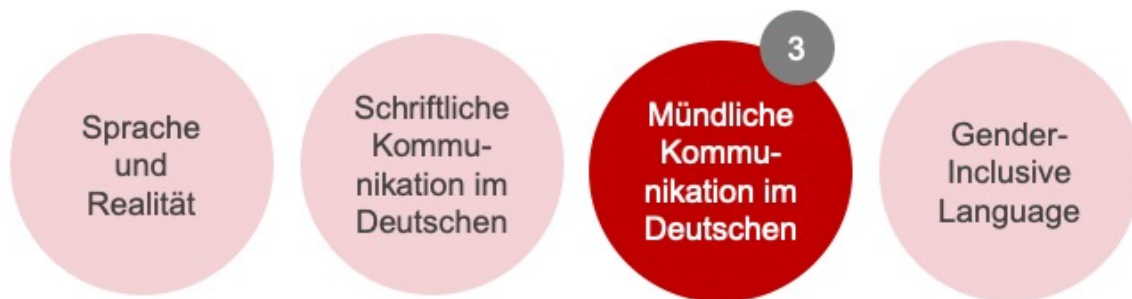 Sprache
und
Realität
Schriftliche
Kommu-
nikation im
Deutschen
3
Mündliche
Kommu-
nikation im
Deutschen
Gender-
Inclusive
Language